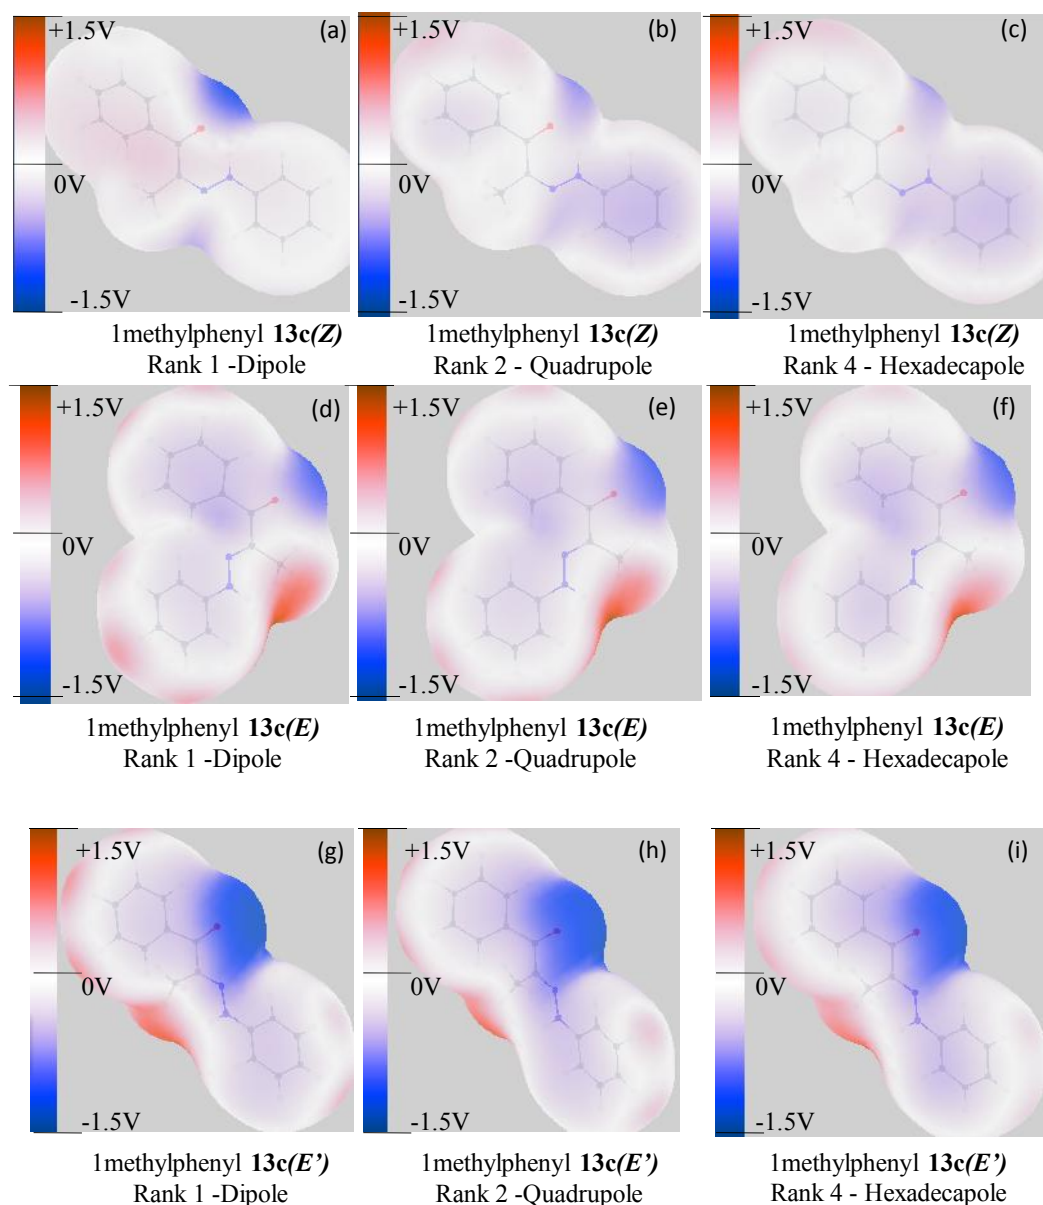 +1.5V (a)
0V
-1.5V
1methylphenyl 13c(Z)
Rank 1 -Dipole
+1.5V (b)
0V
-1.5V
1methylphenyl 13c(Z)
Rank 2 - Quadrupole
+1.5V (c)
0V
-1.5V
1methylphenyl 13c(Z)
Rank 4 - Hexadecapole
+1.5V (d)
0V
-1.5V
1methylphenyl 13c(E)
Rank 1 -Dipole
+1.5V (e)
0V
-1.5V
1methylphenyl 13c(E)
Rank 2 -Quadrupole
+1.5V (f)
0V
-1.5V
1methylphenyl 13c(E)
Rank 4 - Hexadecapole
+1.5V (g)
0V
-1.5V
1methylphenyl 13c(E’)
Rank 1 -Dipole
+1.5V (h)
0V
-1.5V
1methylphenyl 13c(E’)
Rank 2 -Quadrupole
+1.5V (i)
0V
-1.5V
1methylphenyl 13c(E’)
Rank 4 - Hexadecapole